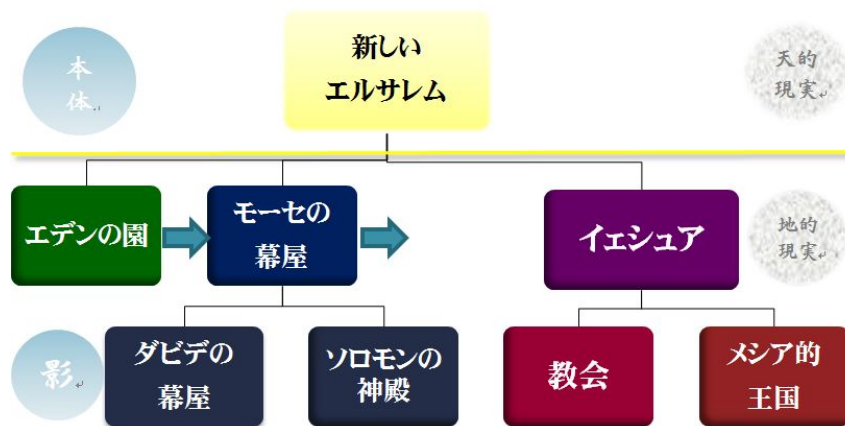 本
体
新しい
エルサレム
天的
現実
エデンの園
モーセの
幕屋
イェシュア
地的
現実
影
ダビデの
幕屋
ソロモンの
神殿
教会
メシア的
王国